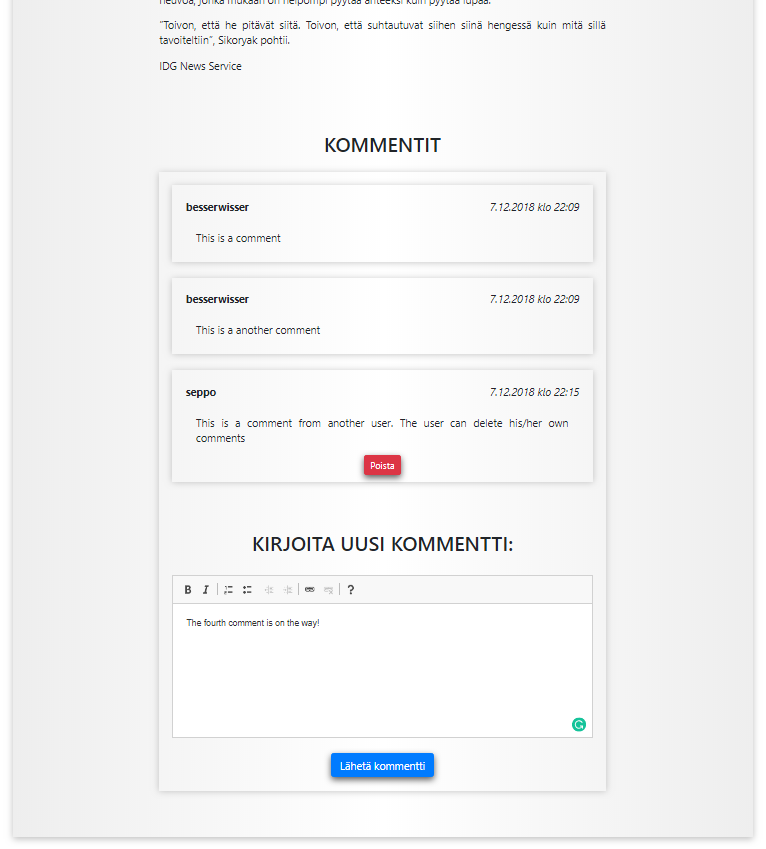 neuvoa, jonka mukaan on helpompi pyytää anteeksi kuin pyytää lupaa.
"Toivon, että he pitävät siitä. Toivon, että suhtautuvat siihen siinä hengessä kuin mitä sillä
tavoiteltiin", Sikoryak pohtii.
IDG News Service
KOMMENTIT
besserwisser 7.12.2018 klo 22:09
This is a comment
besserwisser 7.12.2018 klo 22:09
This is a another comment
seppo 7.12.2018 klo 22:15
This is a comment from another user. The user can delete his/her own
comments
Poista
KIRJOITA UUSI KOMMENTTI:
B I ?
The fourth comment is on the way!
Lähetä kommentti